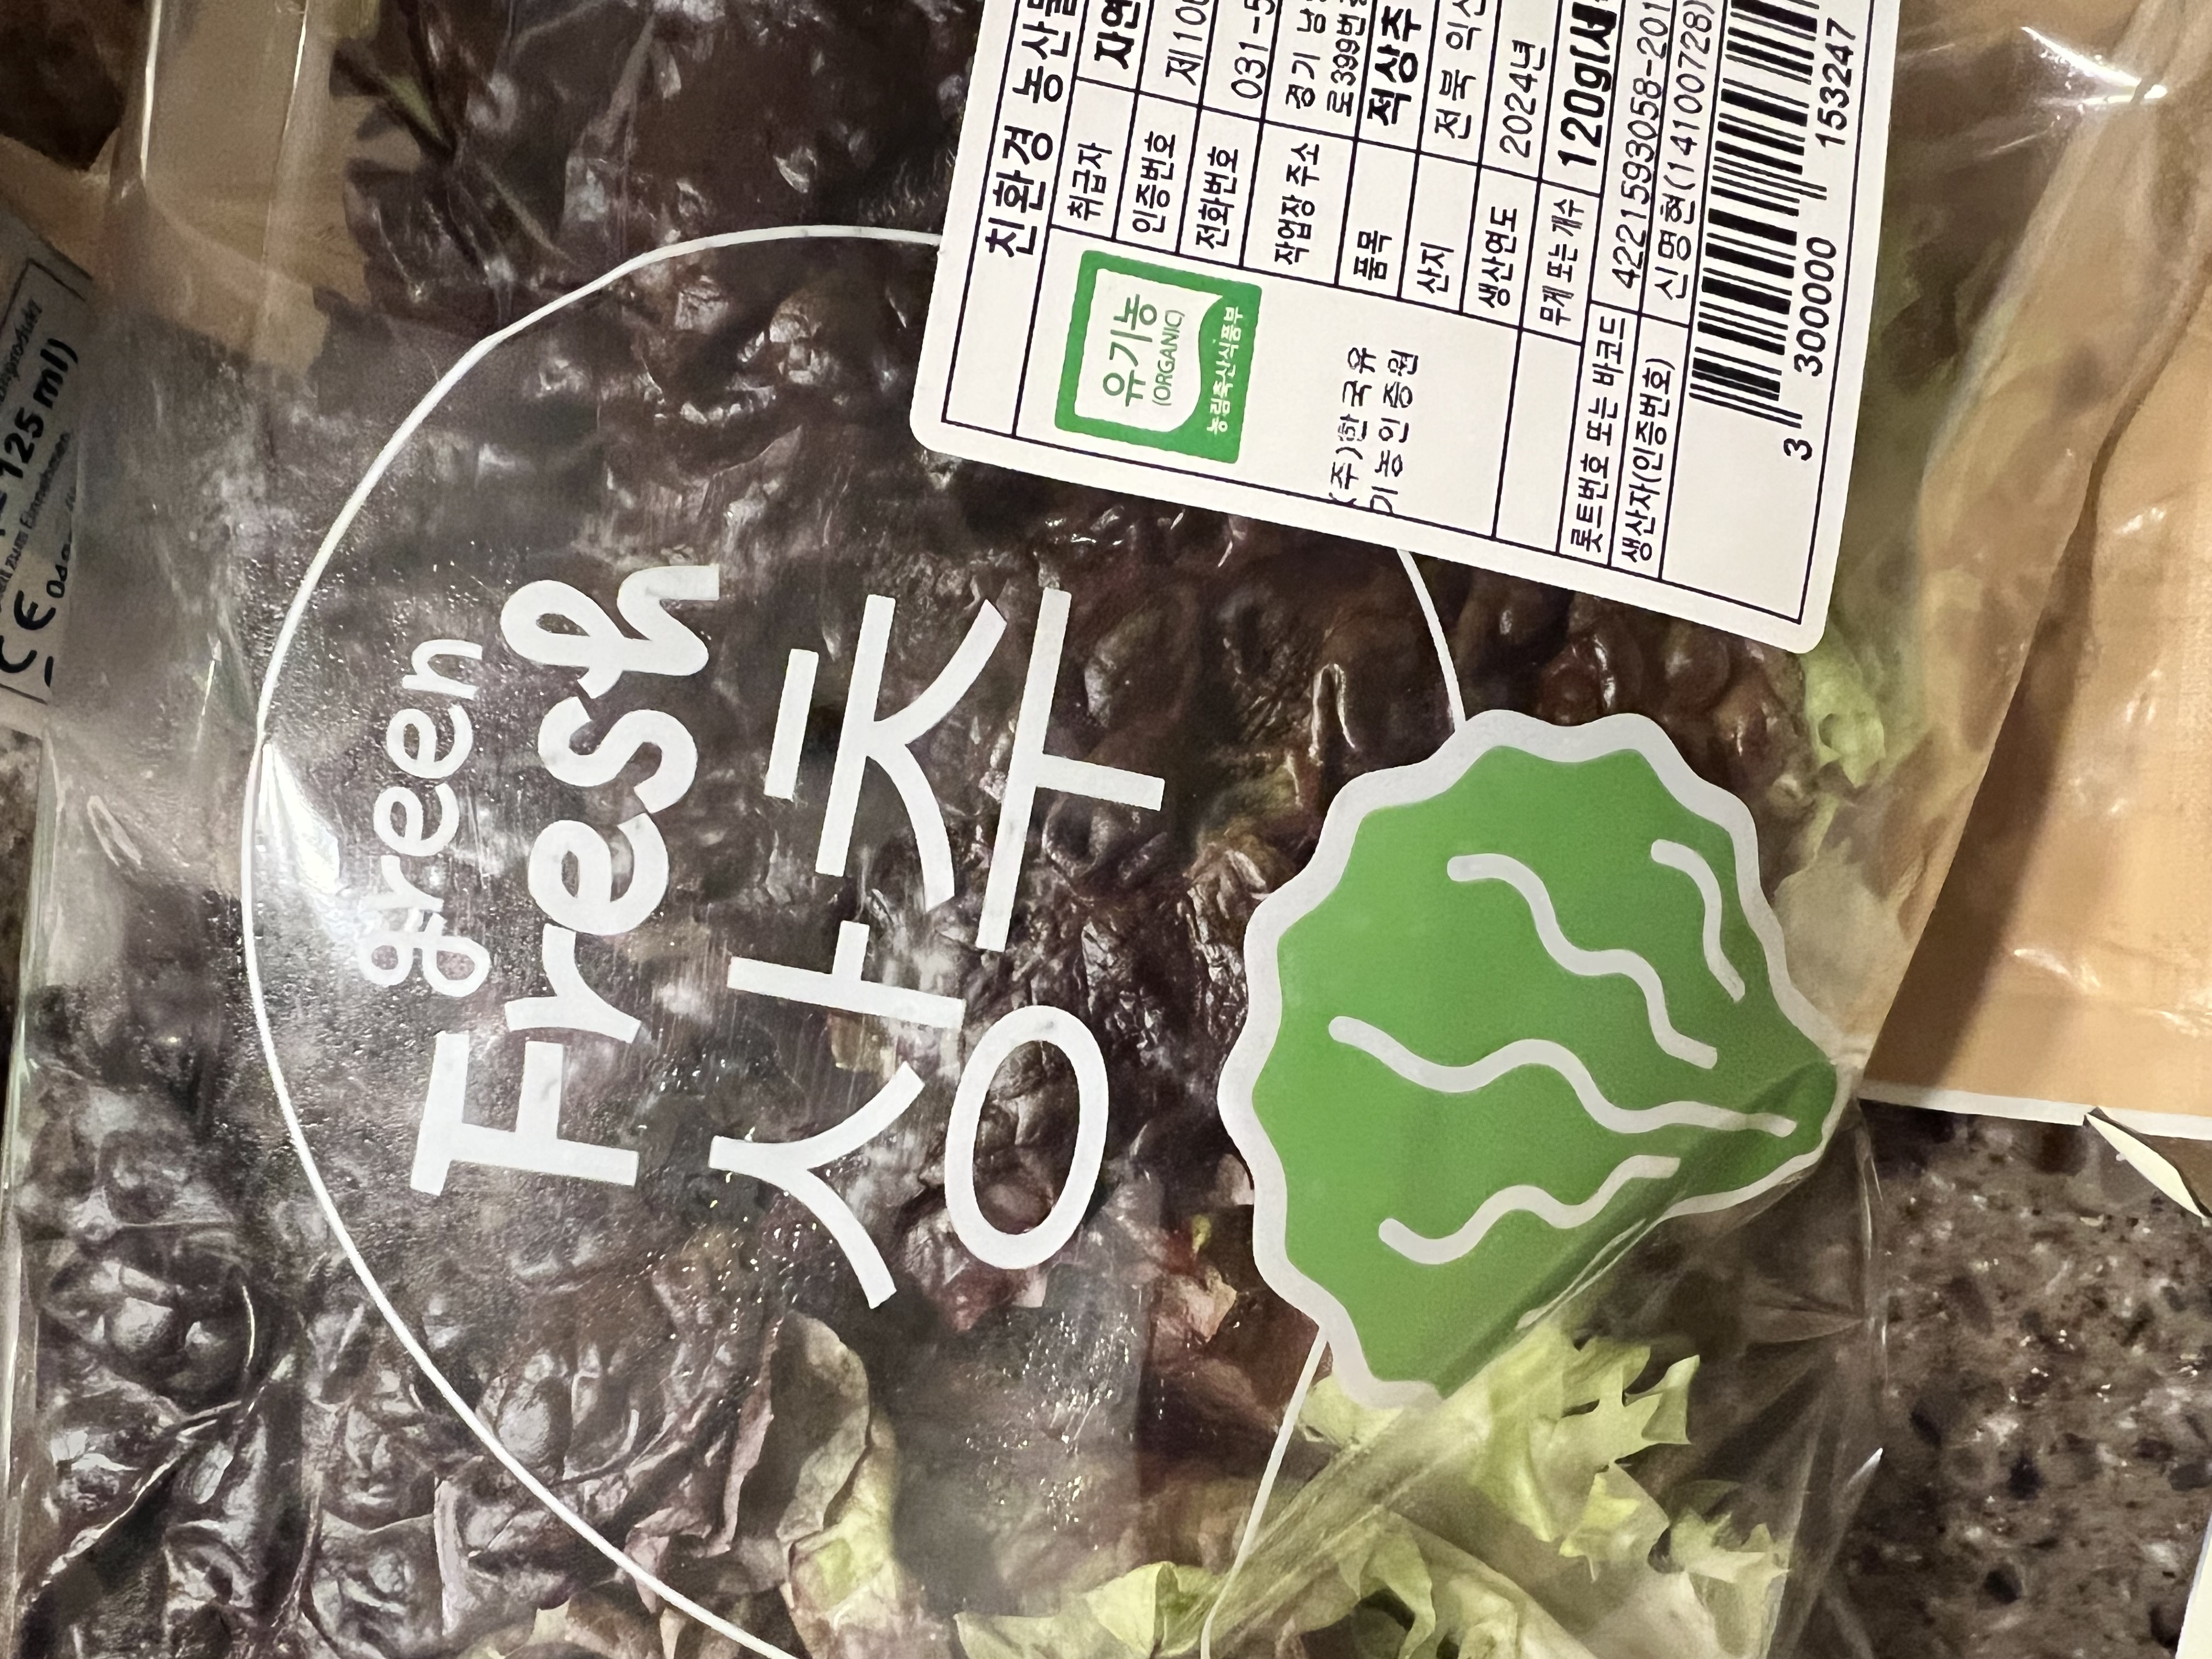 green
Fresh
상추
친환경 농산물
유기농
(ORGANIC)
농림축산식품부
(주)한국유
기농인증원
취급자 자연
인증번호 제100
전화번호 031-5
작업장 주소 경기 남
로399번
품목 적상추
산지 전북 익산
생산연도 2024년
무게 또는 개수 120g
롯트번호 또는 바코드 4221593058-201
생산자(인증번호) 신명현(14100728)
3 300000 153247
125 ml)
CE